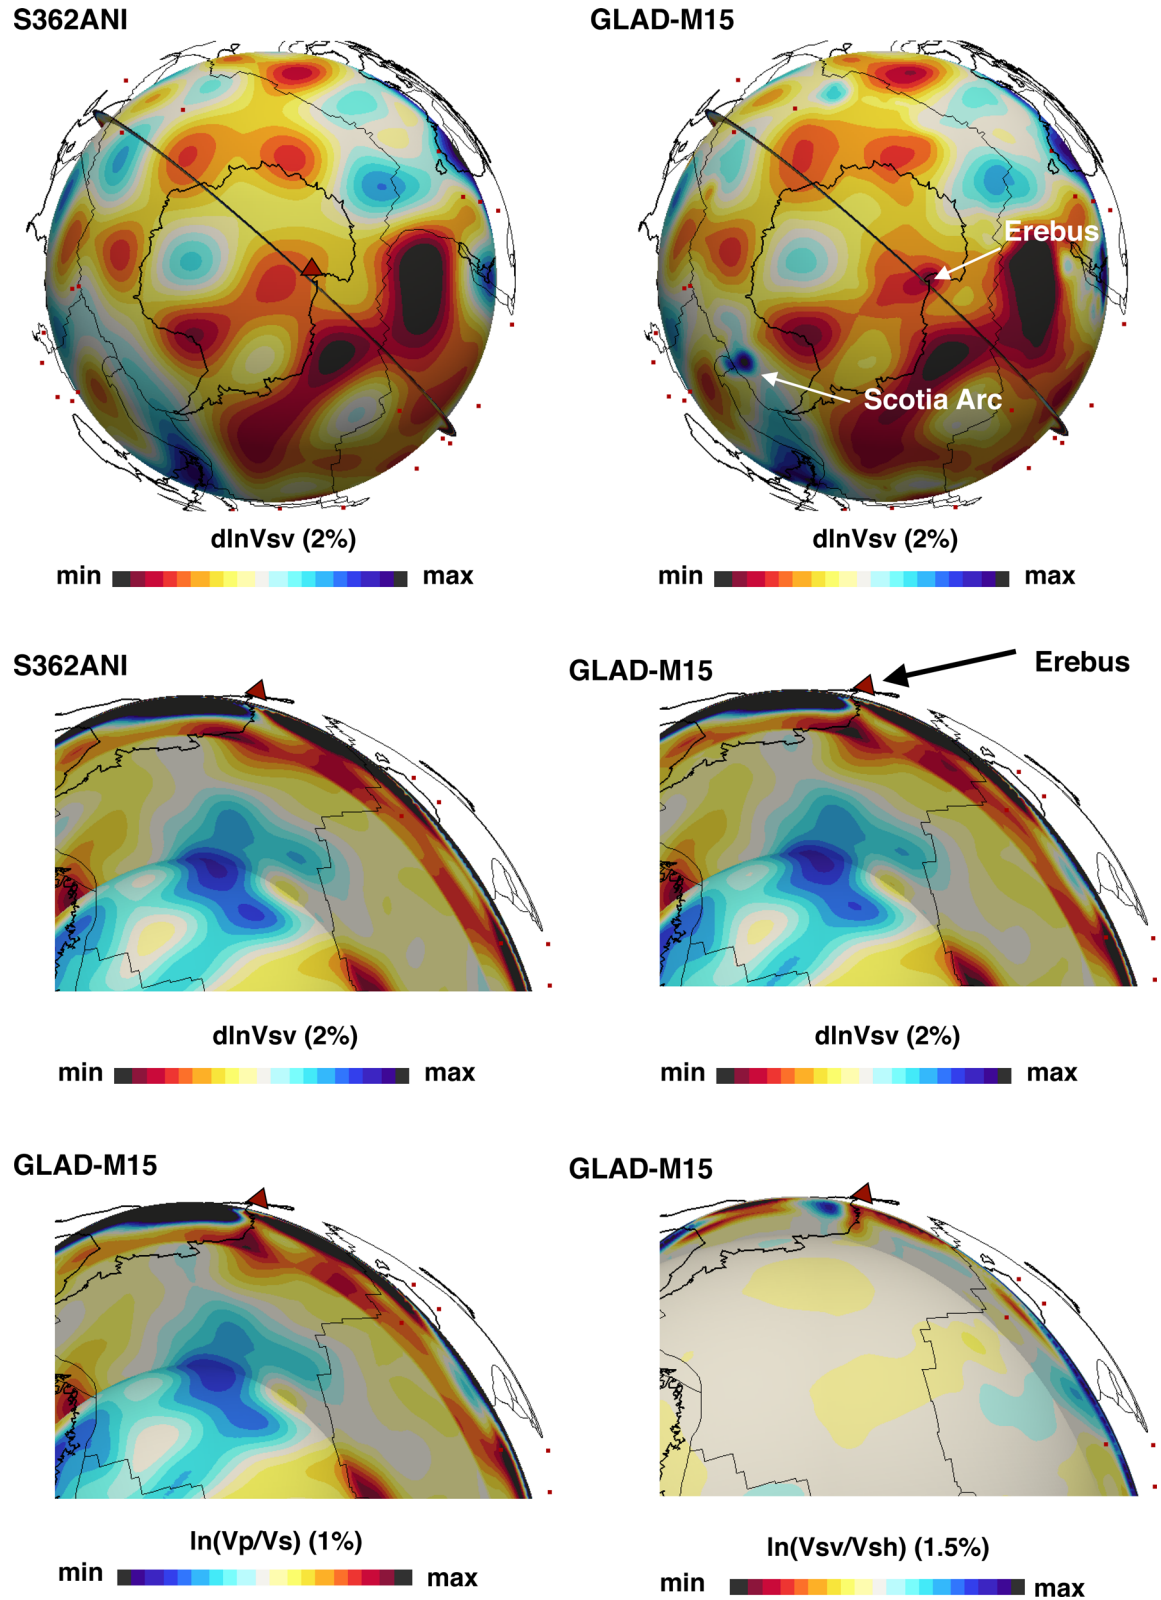 S362ANI
GLAD-M15
Erebus
Scotia Arc
dlnVsv (2%)
dlnVsv (2%)
min max
min max
S362ANI
GLAD-M15
Erebus
dlnVsv (2%)
dlnVsv (2%)
min max
min max
GLAD-M15
GLAD-M15
ln(Vp/Vs) (1%)
ln(Vsv/Vsh) (1.5%)
min max
min max